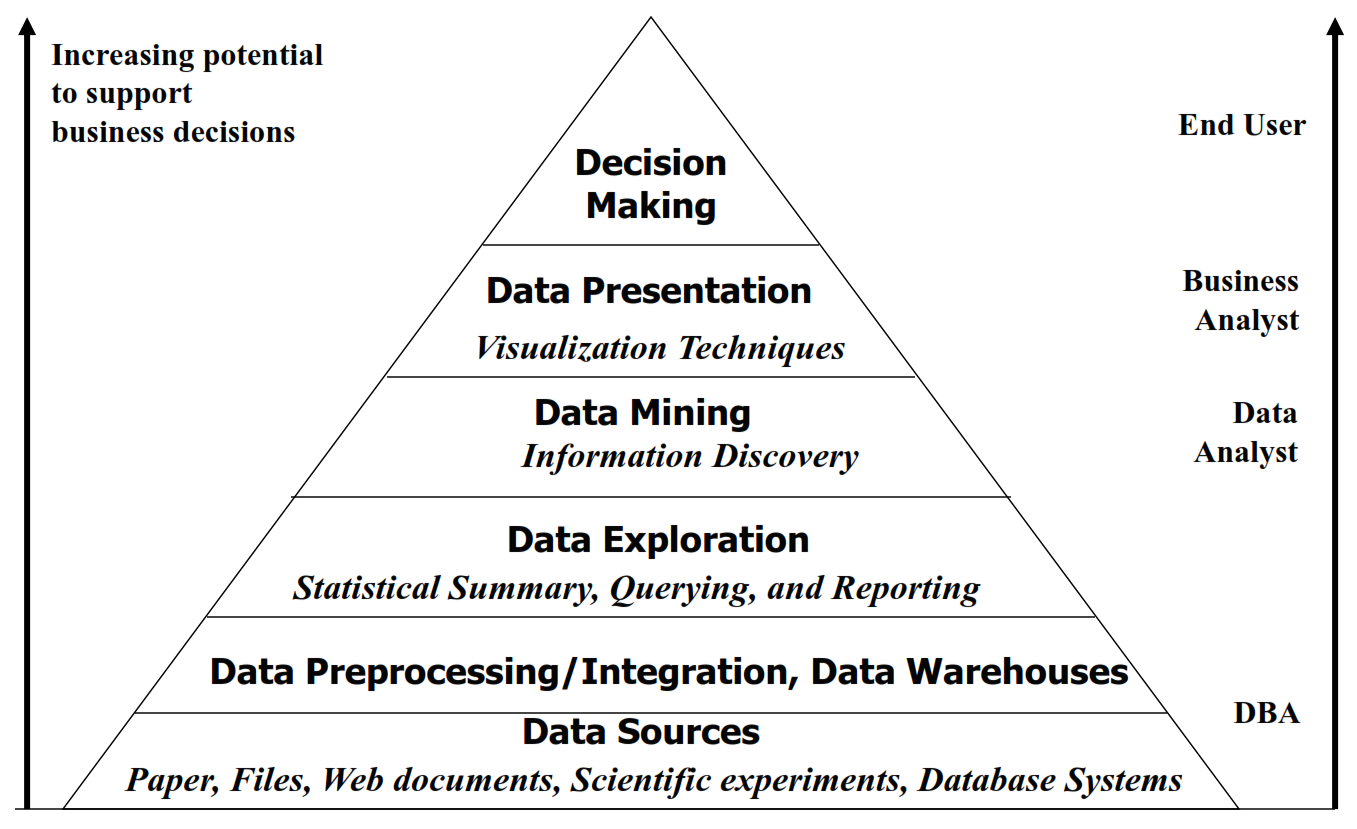 Increasing potential
to support
business decisions
End User
Decision
Making
Business
Analyst
Data Presentation
Visualization Techniques
Data
Analyst
Data Mining
Information Discovery
Data Exploration
Statistical Summary, Querying, and Reporting
Data Preprocessing/Integration, Data Warehouses
DBA
Data Sources
Paper, Files, Web documents, Scientific experiments, Database Systems